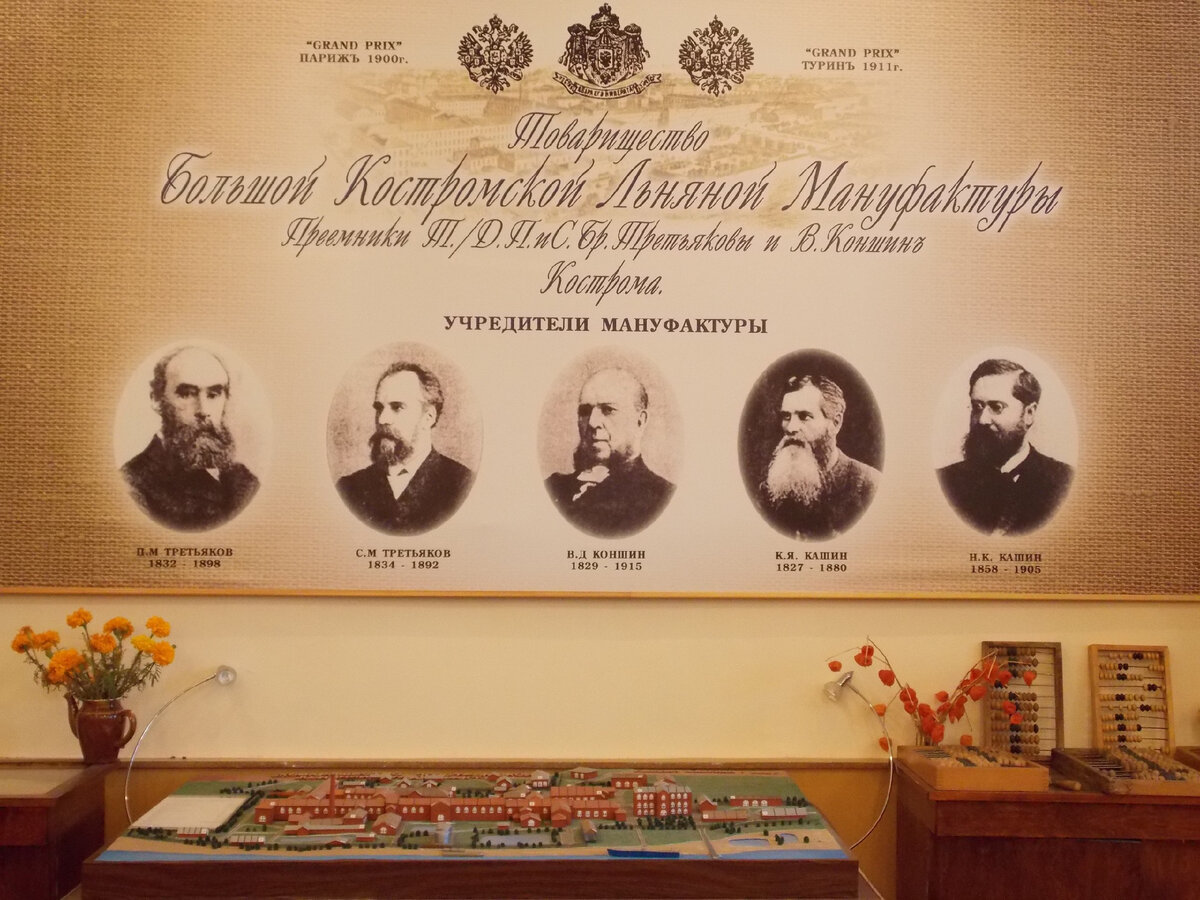 "GRAND PRIX"
ПАРИЖЪ 1900г.
"GRAND PRIX"
ТУРИНЪ 1911г.
Товарищество
Большой Костромской Льняной Мануфактуры
Преемники Т./Д.П.иС.Бр.Третьяковы и В.Коншинъ
Кострома.
УЧРЕДИТЕЛИ МАНУФАКТУРЫ
П.М ТРЕТЬЯКОВ
1832 - 1898
С.М ТРЕТЬЯКОВ
1834 - 1892
В.Д КОНШИН
1829 - 1915
К.Я. КАШИН
1827 - 1880
Н.К. КАШИН
1858 - 1905